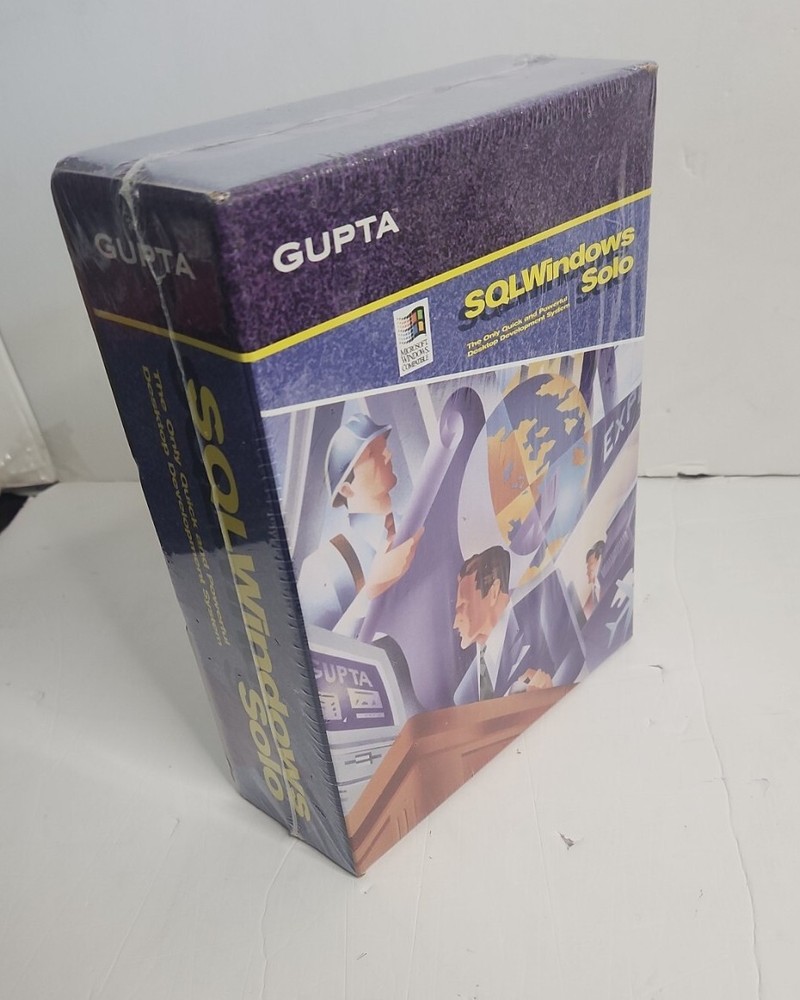 GUPTA
SQLWindows
Solo
The Only Quick and Powerful
Desktop Development System
MICROSOFT
WINDOWS
COMPATIBLE
EXP
GUPTA
GUPTA
SQLWindows
Solo
The Only Quick and Powerful
Desktop Development System